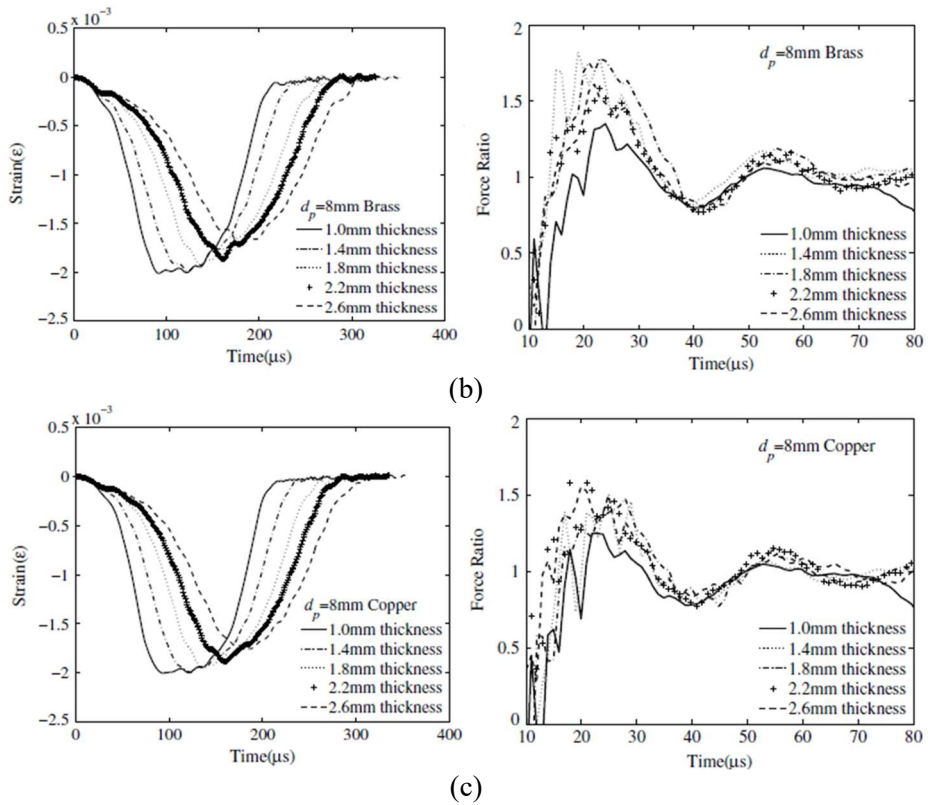 x 10⁻³
0.5
0
−0.5
−1
−1.5
−2
−2.5
Strain(ε)
0 100 200 300 400
Time(μs)
d_p=8mm Brass
1.0mm thickness
1.4mm thickness
1.8mm thickness
2.2mm thickness
2.6mm thickness
2
1.5
1
0.5
0
Force Ratio
10 20 30 40 50 60 70 80
Time(μs)
d_p=8mm Brass
1.0mm thickness
1.4mm thickness
1.8mm thickness
2.2mm thickness
2.6mm thickness
(b)
x 10⁻³
0.5
0
−0.5
−1
−1.5
−2
−2.5
Strain(ε)
0 100 200 300 400
Time(μs)
d_p=8mm Copper
1.0mm thickness
1.4mm thickness
1.8mm thickness
2.2mm thickness
2.6mm thickness
2
1.5
1
0.5
0
Force Ratio
10 20 30 40 50 60 70 80
Time(μs)
d_p=8mm Copper
1.0mm thickness
1.4mm thickness
1.8mm thickness
2.2mm thickness
2.6mm thickness
(c)